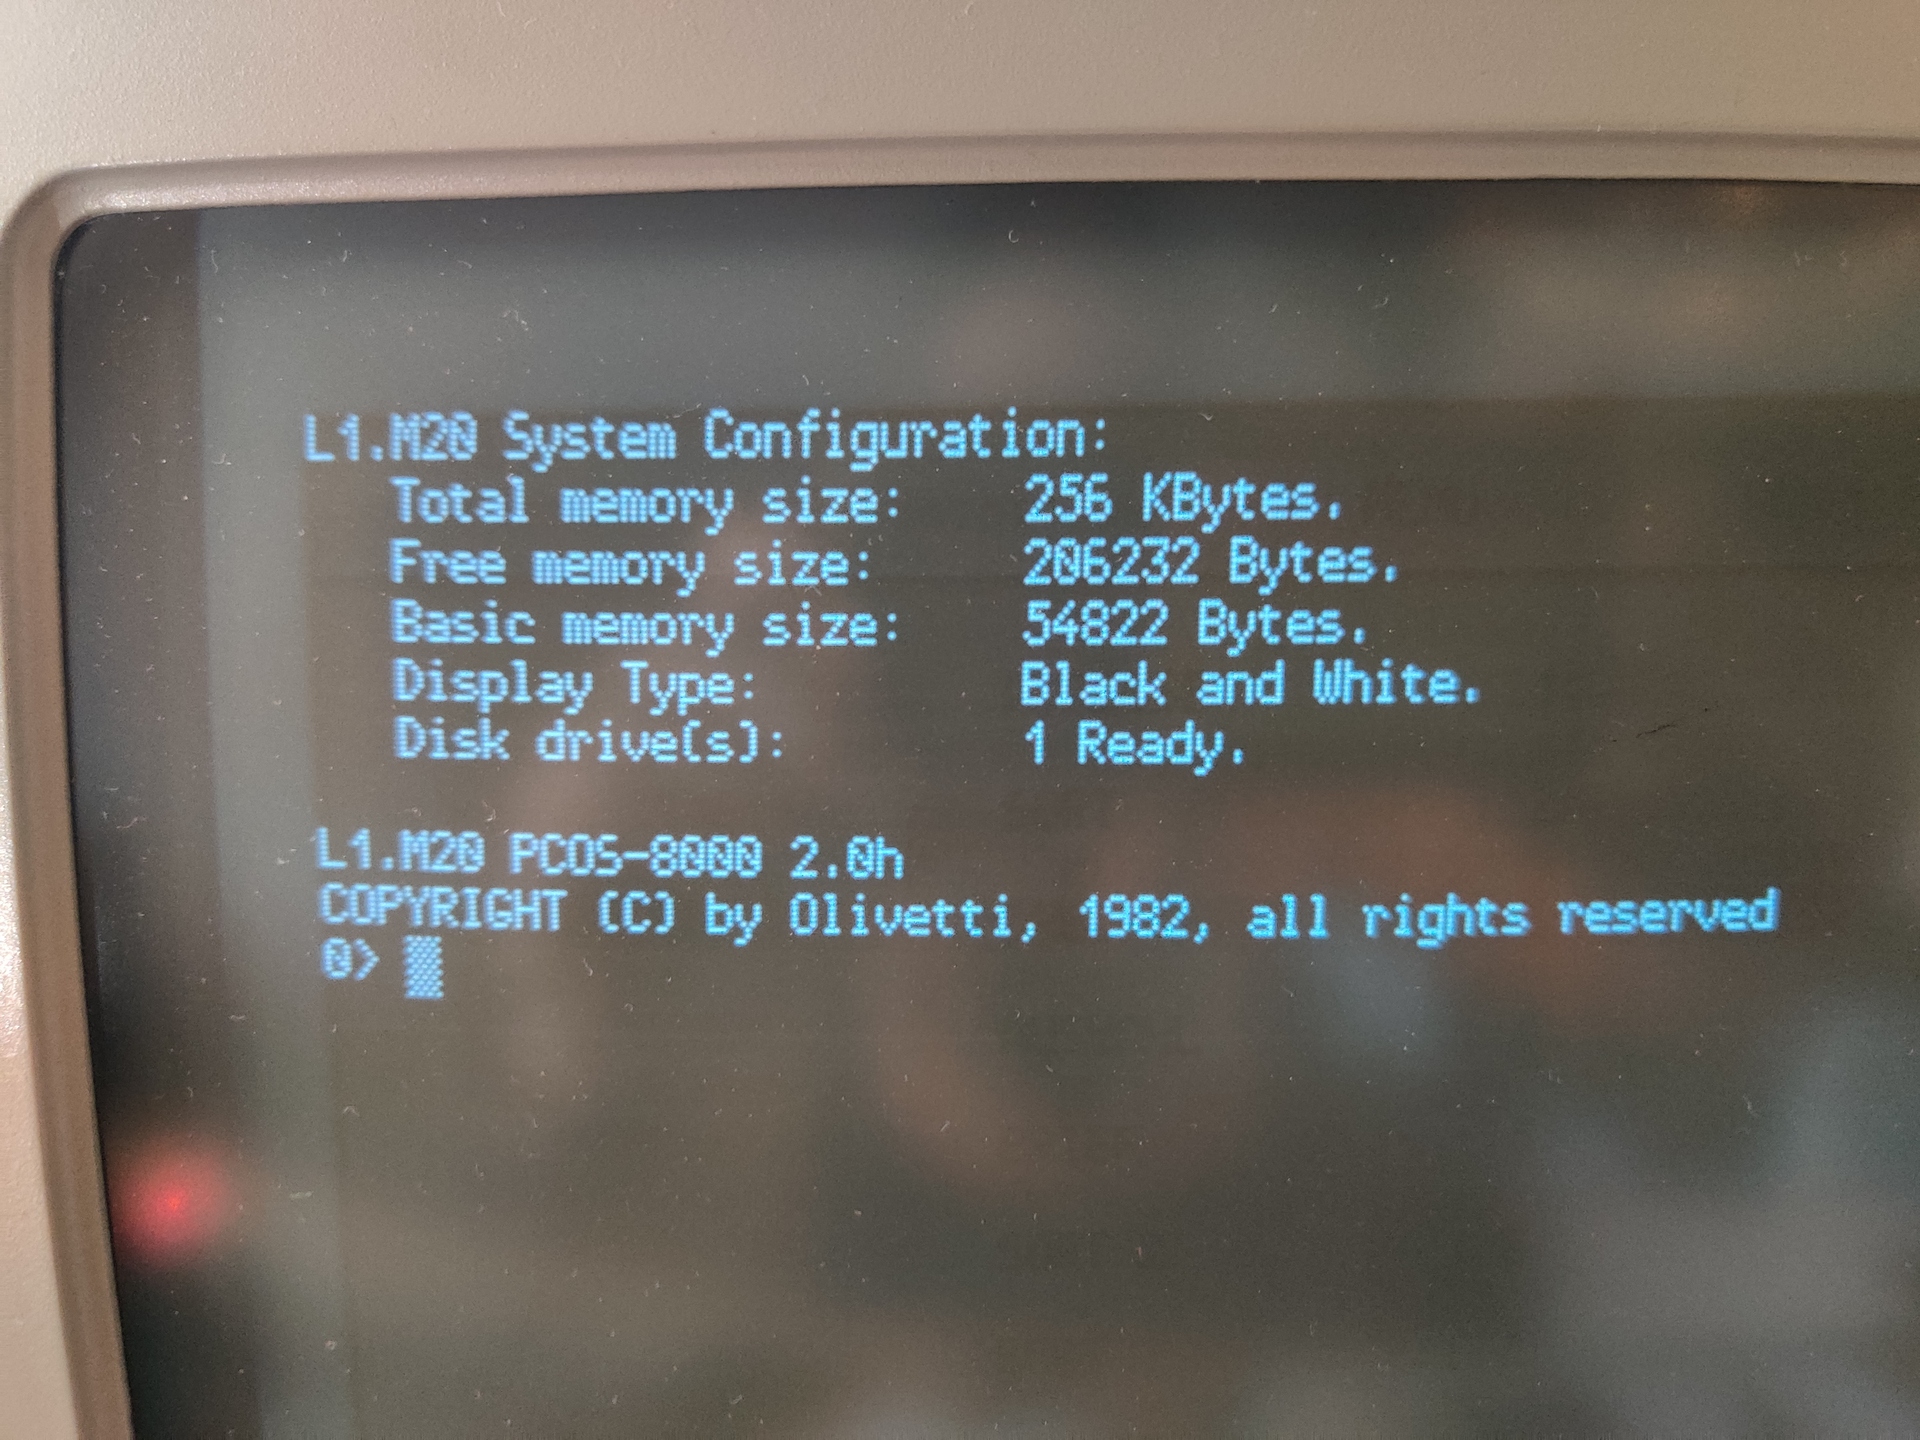 L1.M20 System Configuration:
Total memory size: 256 KBytes.
Free memory size: 206232 Bytes.
Basic memory size: 54822 Bytes.
Display Type: Black and White.
Disk drive(s): 1 Ready.
L1.M20 PCOS-8000 2.0h
COPYRIGHT (C) by Olivetti, 1982, all rights reserved
0>